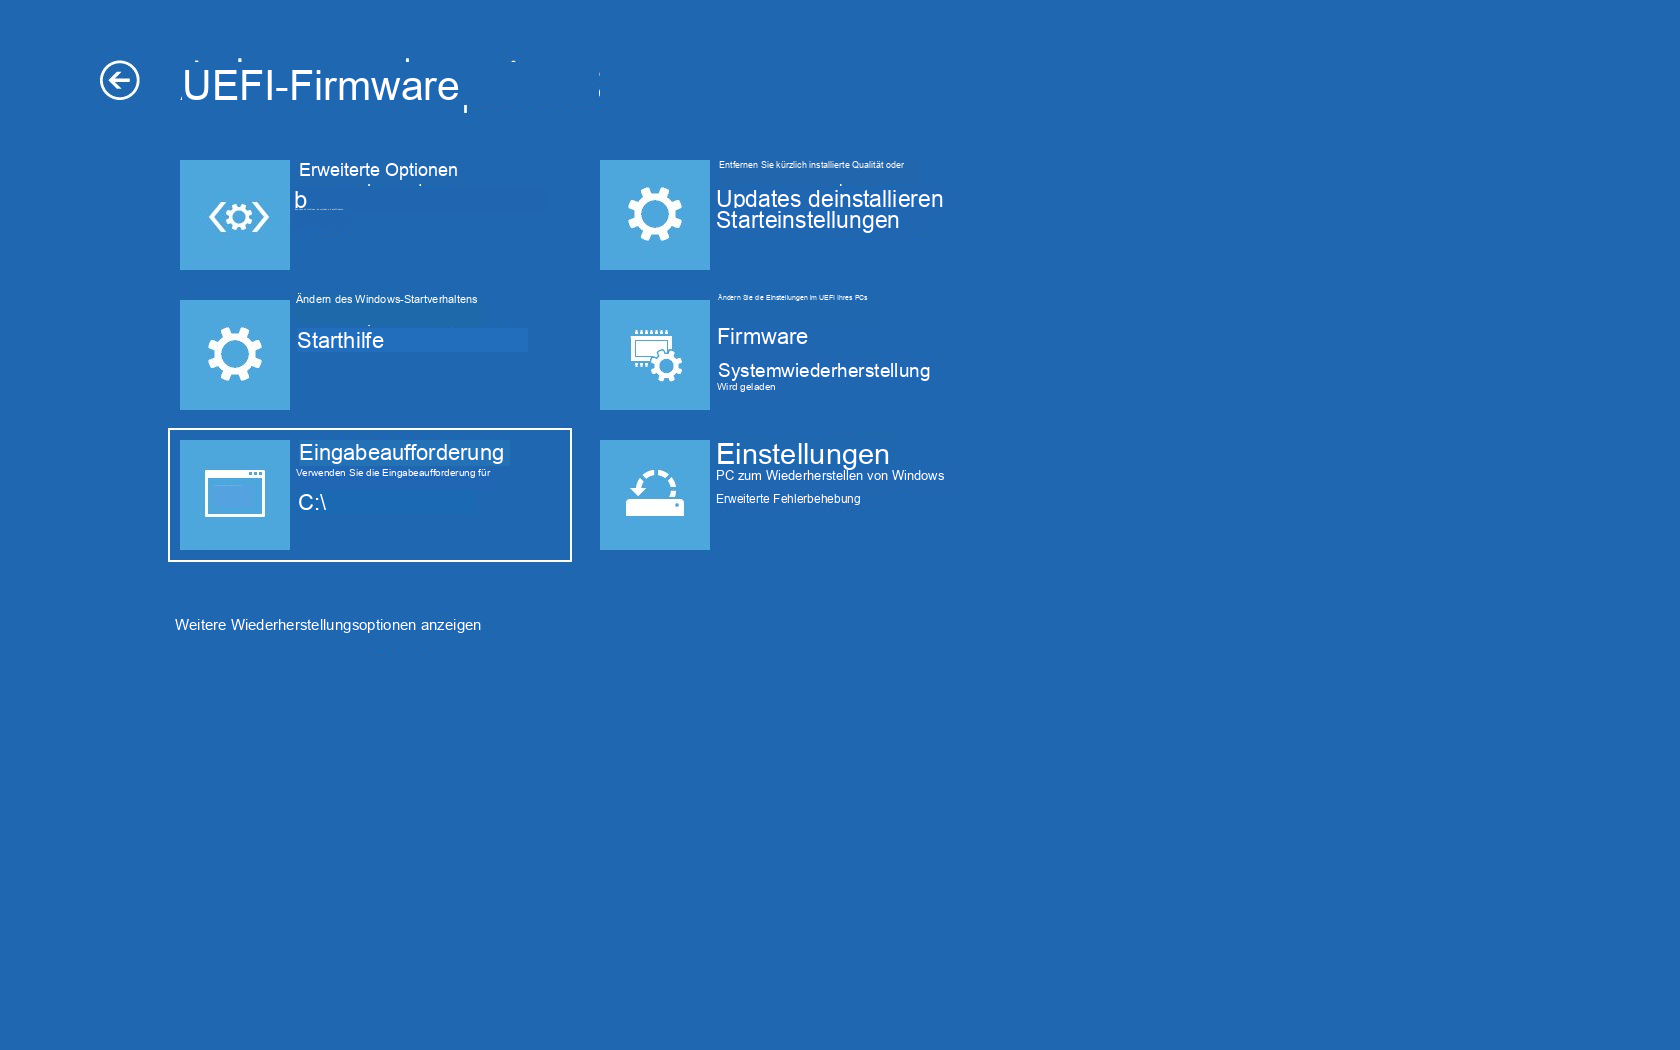 UEFI-Firmware
Erweiterte Optionen
b
Entfernen Sie kürzlich installierte Qualität oder
Updates deinstallieren
Starteinstellungen
Ändern des Windows-Startverhaltens
Starthilfe
Ändern Sie die Einstellungen im UEFI Ihres PCs
Firmware
Systemwiederherstellung
Wird geladen
Eingabeaufforderung
Verwenden Sie die Eingabeaufforderung für
C:\
Einstellungen
PC zum Wiederherstellen von Windows
Erweiterte Fehlerbehebung
Weitere Wiederherstellungsoptionen anzeigen